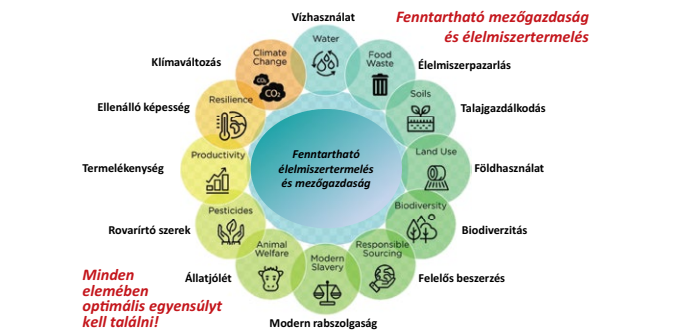 Fenntartható mezőgazdaság
és élelmiszertermelés
Vízhasználat
Water
Klímaváltozás
Climate
Change
CO₂
CO₂
Food
Waste
Élelmiszerpazarlás
Ellenálló képesség
Resilience
Soils
Talajgazdálkodás
Termelékenység
Productivity
Fenntartható
élelmiszertermelés
és mezőgazdaság
Land Use
Földhasználat
Rovarírtó szerek
Pesticides
Biodiversity
Biodiverzitás
Állatjólét
Animal
Welfare
Modern
Slavery
Responsible
Sourcing
Felelős beszerzés
Modern rabszolgaság
Minden
elemében
optimális egyensúlyt
kell találni!